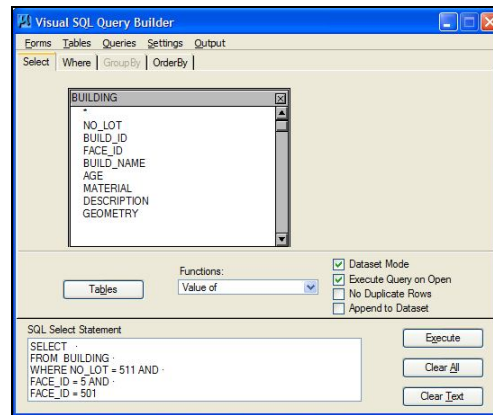 Visual SQL Query Builder
Forms Tables Queries Settings Output
Select Where GroupBy OrderBy
BUILDING
*
NO_LOT
BUILD_ID
FACE_ID
BUILD_NAME
AGE
MATERIAL
DESCRIPTION
GEOMETRY
Tables
Functions:
Value of
Dataset Mode
Execute Query on Open
No Duplicate Rows
Append to Dataset
SQL Select Statement
SELECT ·
FROM BUILDING ·
WHERE NO_LOT = 511 AND ·
FACE_ID = 5 AND ·
FACE_ID = 501
Execute
Clear All
Clear Text